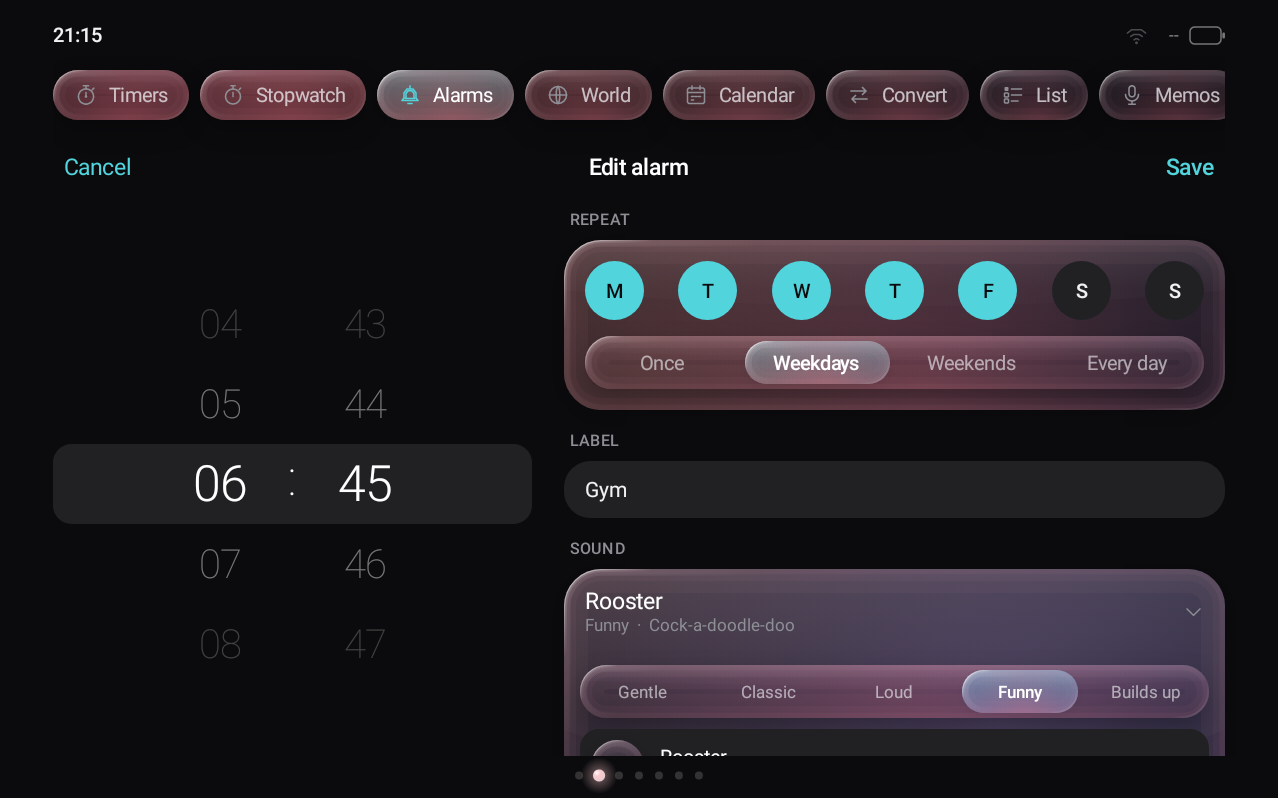 21:15
--
Timers
Stopwatch
Alarms
World
Calendar
Convert
List
Memos
Cancel
Edit alarm
Save
REPEAT
M T W T F S S
Once Weekdays Weekends Every day
04 43
05 44
06 : 45
07 46
08 47
LABEL
Gym
SOUND
Rooster
Funny · Cock-a-doodle-doo
Gentle Classic Loud Funny Builds up
Rooster